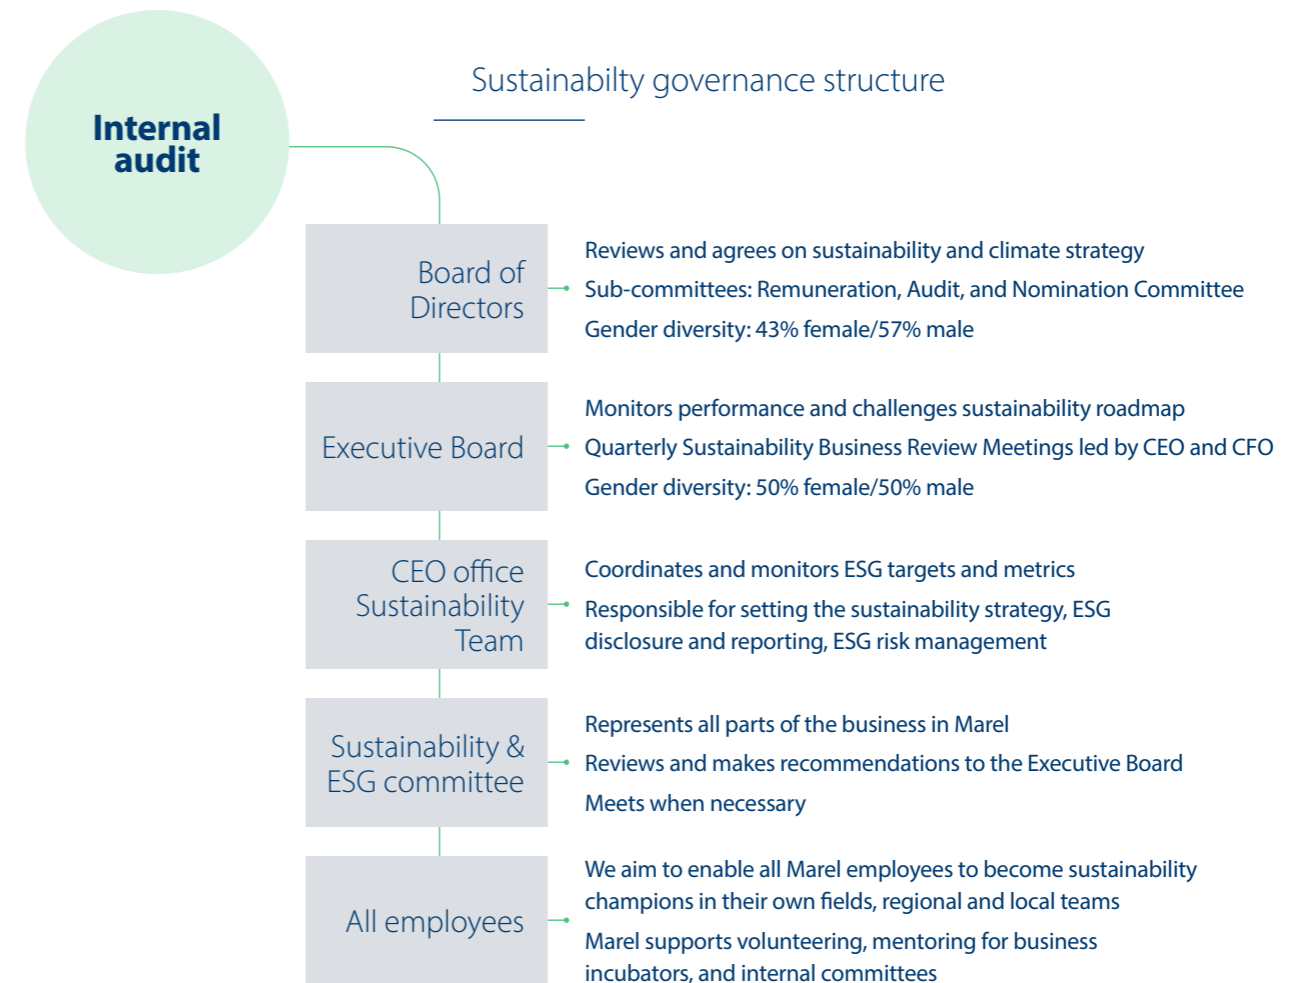 Internal
audit
Sustainabilty governance structure
Board of
Directors
Reviews and agrees on sustainability and climate strategy
Sub-committees: Remuneration, Audit, and Nomination Committee
Gender diversity: 43% female/57% male
Executive Board
Monitors performance and challenges sustainability roadmap
Quarterly Sustainability Business Review Meetings led by CEO and CFO
Gender diversity: 50% female/50% male
CEO office
Sustainability
Team
Coordinates and monitors ESG targets and metrics
Responsible for setting the sustainability strategy, ESG
disclosure and reporting, ESG risk management
Sustainability &
ESG committee
Represents all parts of the business in Marel
Reviews and makes recommendations to the Executive Board
Meets when necessary
All employees
We aim to enable all Marel employees to become sustainability
champions in their own fields, regional and local teams
Marel supports volunteering, mentoring for business
incubators, and internal committees